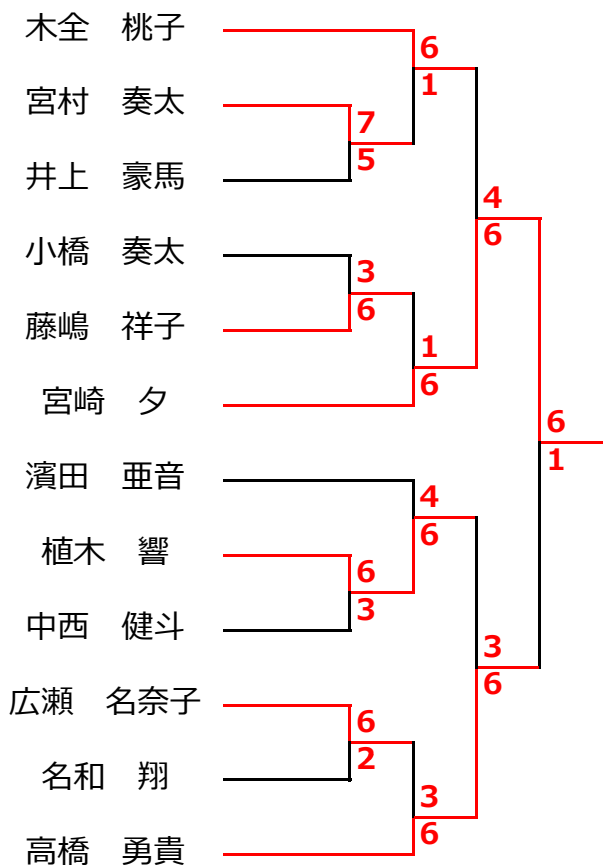 木全　桃子
6
1
宮村　奏太
7
5
井上　豪馬
4
6
小橋　奏太
3
6
藤嶋　祥子
1
6
宮崎　夕
6
1
濱田　亜音
4
6
植木　響
6
3
中西　健斗
3
6
広瀬　名奈子
6
2
名和　翔
3
6
高橋　勇貴